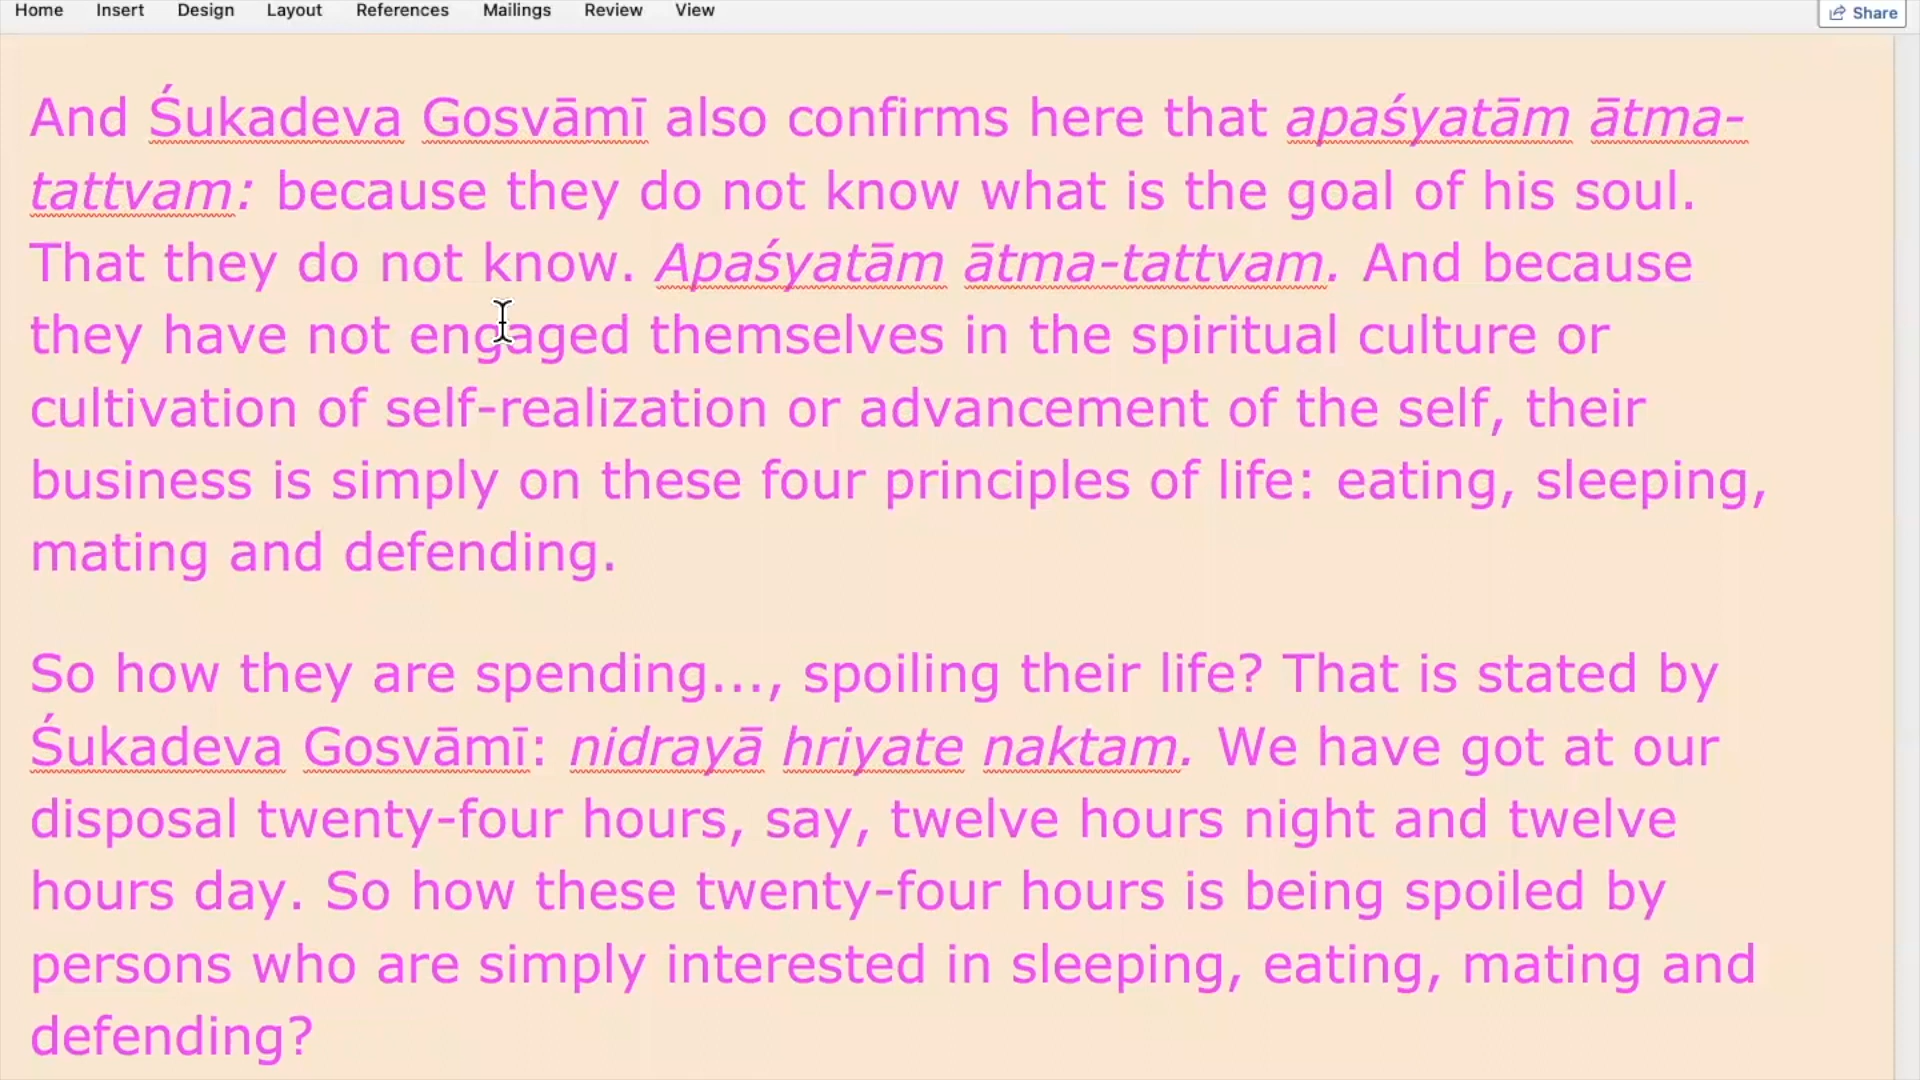 Home Insert Design Layout References Mailings Review View Share
And Śukadeva Gosvāmī also confirms here that apaśyatām ātma-
tattvam: because they do not know what is the goal of his soul.
That they do not know. Apaśyatām ātma-tattvam. And because
they have not engaged themselves in the spiritual culture or
cultivation of self-realization or advancement of the self, their
business is simply on these four principles of life: eating, sleeping,
mating and defending.
So how they are spending..., spoiling their life? That is stated by
Śukadeva Gosvāmī: nidrayā hriyate naktam. We have got at our
disposal twenty-four hours, say, twelve hours night and twelve
hours day. So how these twenty-four hours is being spoiled by
persons who are simply interested in sleeping, eating, mating and
defending?